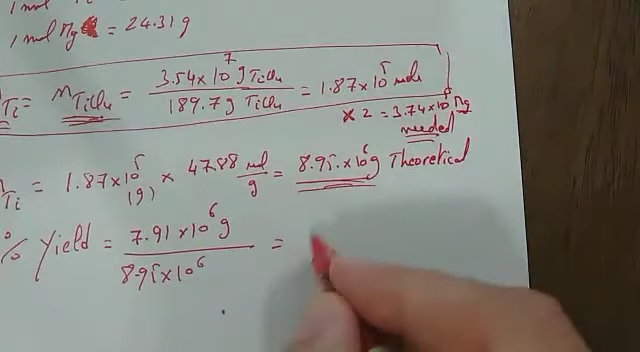 1 mol
1 mol Mg = 24.31 g
n Ti = n TiCl4 = 3.54 x 10^7 g TiCl4 / 189.7 g TiCl4 = 1.87 x 10^5 mols
x 2 = 3.74 x 10^5 Mg
needed
Ti = 1.87 x 10^5 x 47.88 mol/g = 8.95 x 10^6 g Theoretical
(g)
% Yield = 7.91 x 10^6 g / 8.95 x 10^6 =